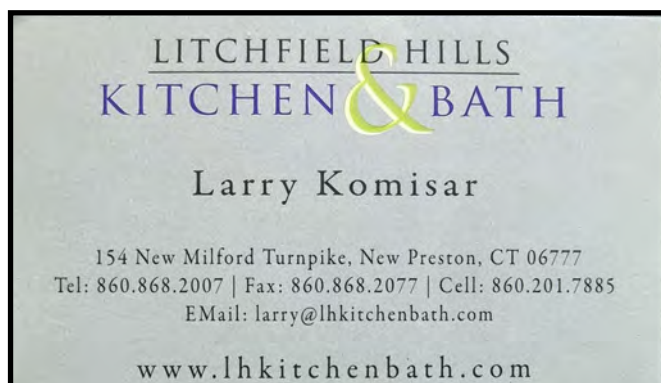 LITCHFIELD HILLS
KITCHEN & BATH
Larry Komisar
154 New Milford Turnpike, New Preston, CT 06777
Tel: 860.868.2007 | Fax: 860.868.2077 | Cell: 860.201.7885
EMail: larry@lhkitchenbath.com
www.lhkitchenbath.com